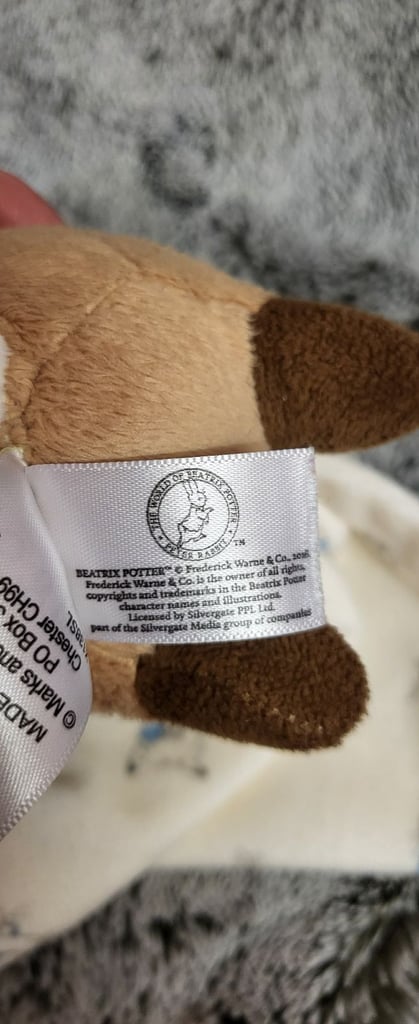 THE WORLD OF BEATRIX POTTER
PETER RABBIT ™
BEATRIX POTTER™ © Frederick Warne & Co., 2016.
Frederick Warne & Co. is the owner of all rights,
copyrights and trademarks in the Beatrix Potter
character names and illustrations.
Licensed by Silvergate PPL Ltd.
part of the Silvergate Media group of companies
MADE
© Marks and
PO Box 3
Chester CH99